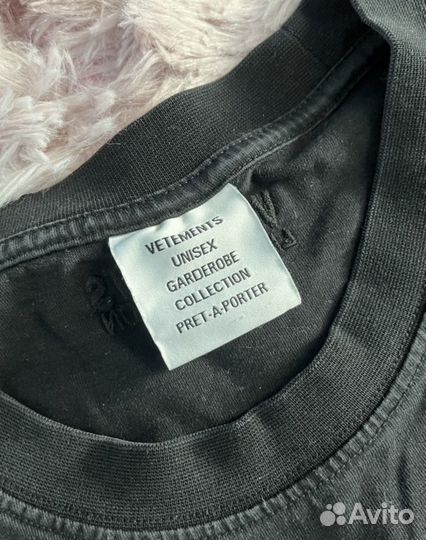 VETEMENTS
UNISEX
GARDEROBE
COLLECTION
PRET-A-PORTER
Avito